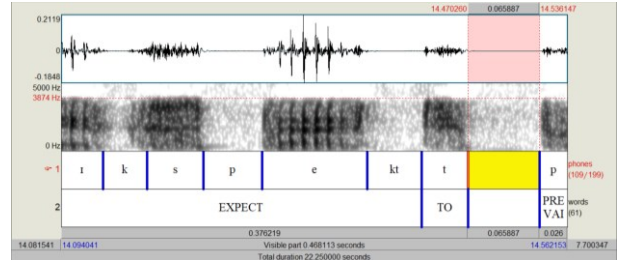 14.470260 0.065887 14.536147
0.2119
0
-0.1848
5000 Hz
3874 Hz
0 Hz
1 ɪ k s p e kt t p phones (109/199)
2 EXPECT TO PRE VAI words (61)
0.376219 0.065887 0.026
14.081541 14.094041 Visible part 0.468113 seconds 14.562153 7.700347
Total duration 22.250000 seconds